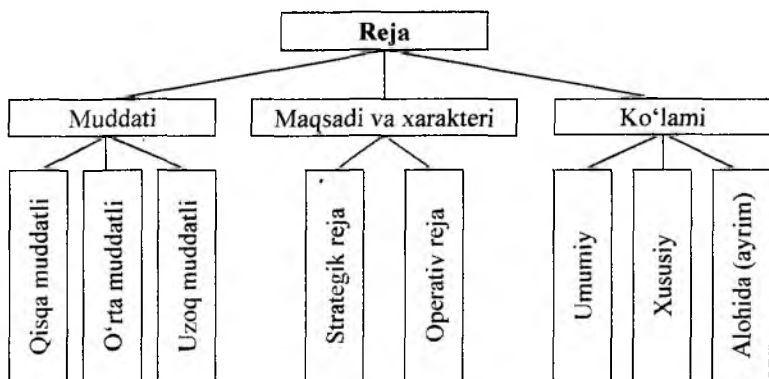 Reja
Muddati
Maqsadi va xarakteri
Ko‘lami
Qisqa muddatli
O‘rta muddatli
Uzoq muddatli
Strategik reja
Operativ reja
Umumiy
Xususiy
Alohida (ayrim)